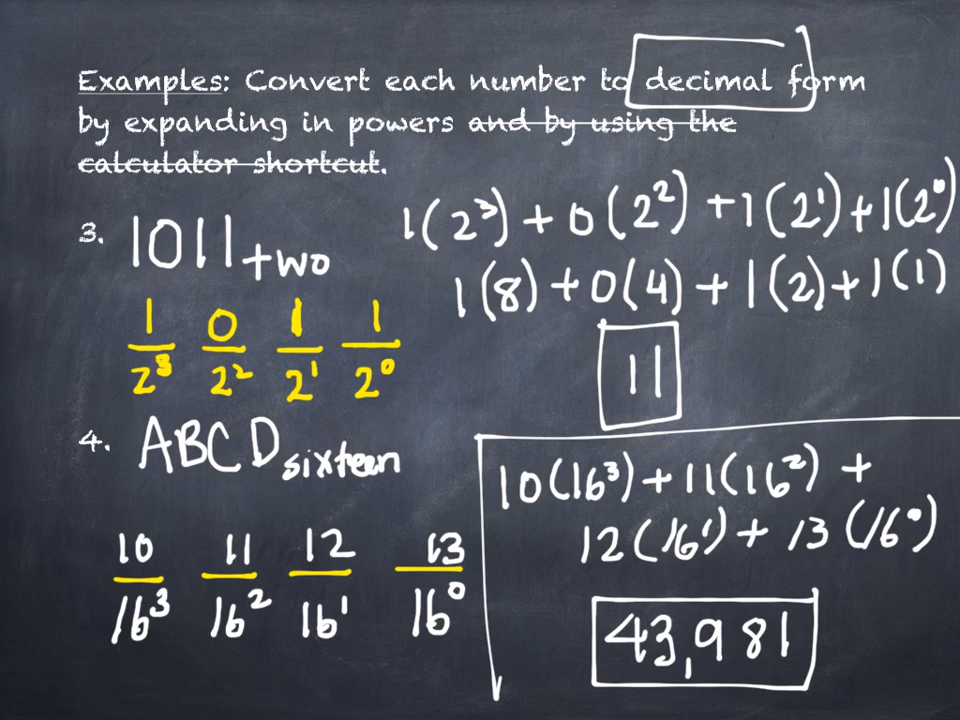 Examples: Convert each number to decimal form
by expanding in powers and by using the
calculator shortcut.
3. 1011two
1(2³) + 0(2²) + 1(2¹) + 1(2⁰)
1(8) + 0(4) + 1(2) + 1(1)
1 0 1 1
2³ 2² 2¹ 2⁰
11
4. ABCDsixteen
10(16³) + 11(16²) +
12(16¹) + 13(16⁰)
10 11 12 13
16³ 16² 16¹ 16⁰
43,981